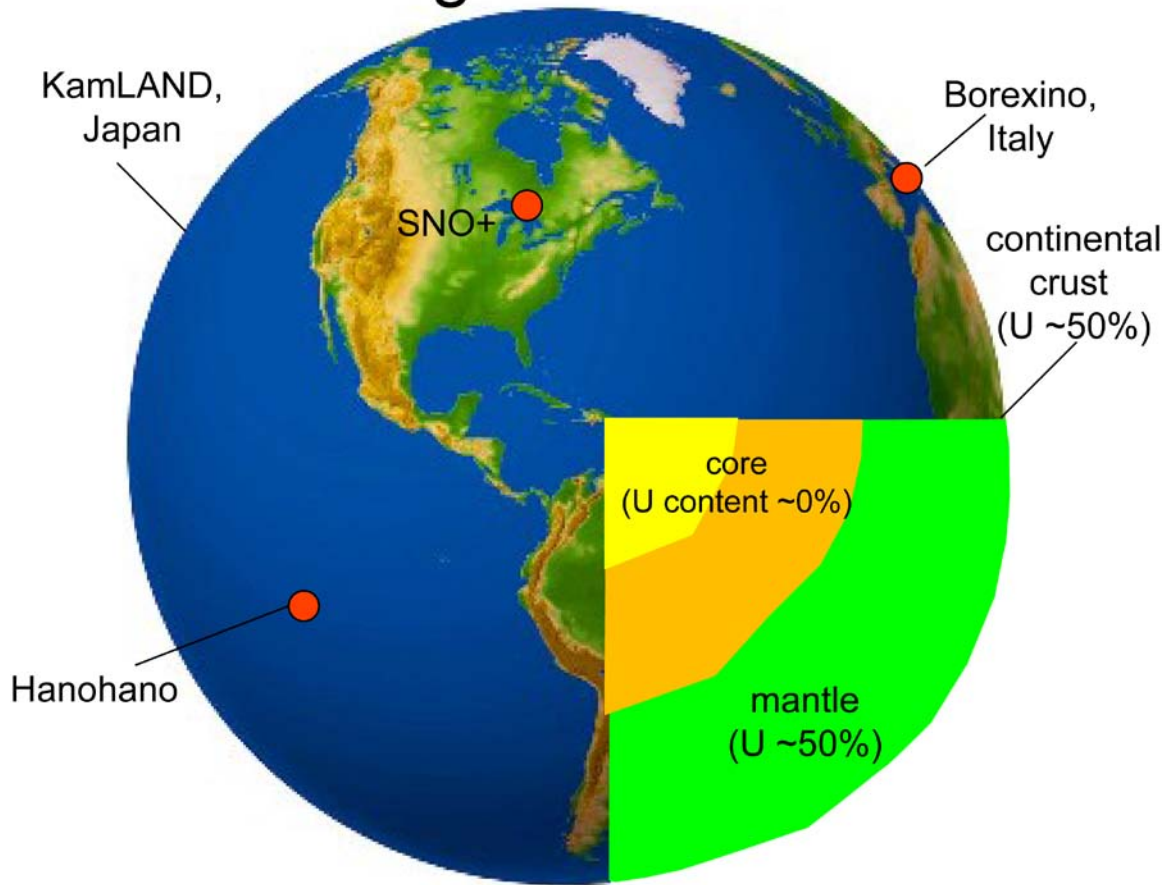 KamLAND,
Japan
Borexino,
Italy
SNO+
continental
crust
(U ~50%)
core
(U content ~0%)
Hanohano
mantle
(U ~50%)